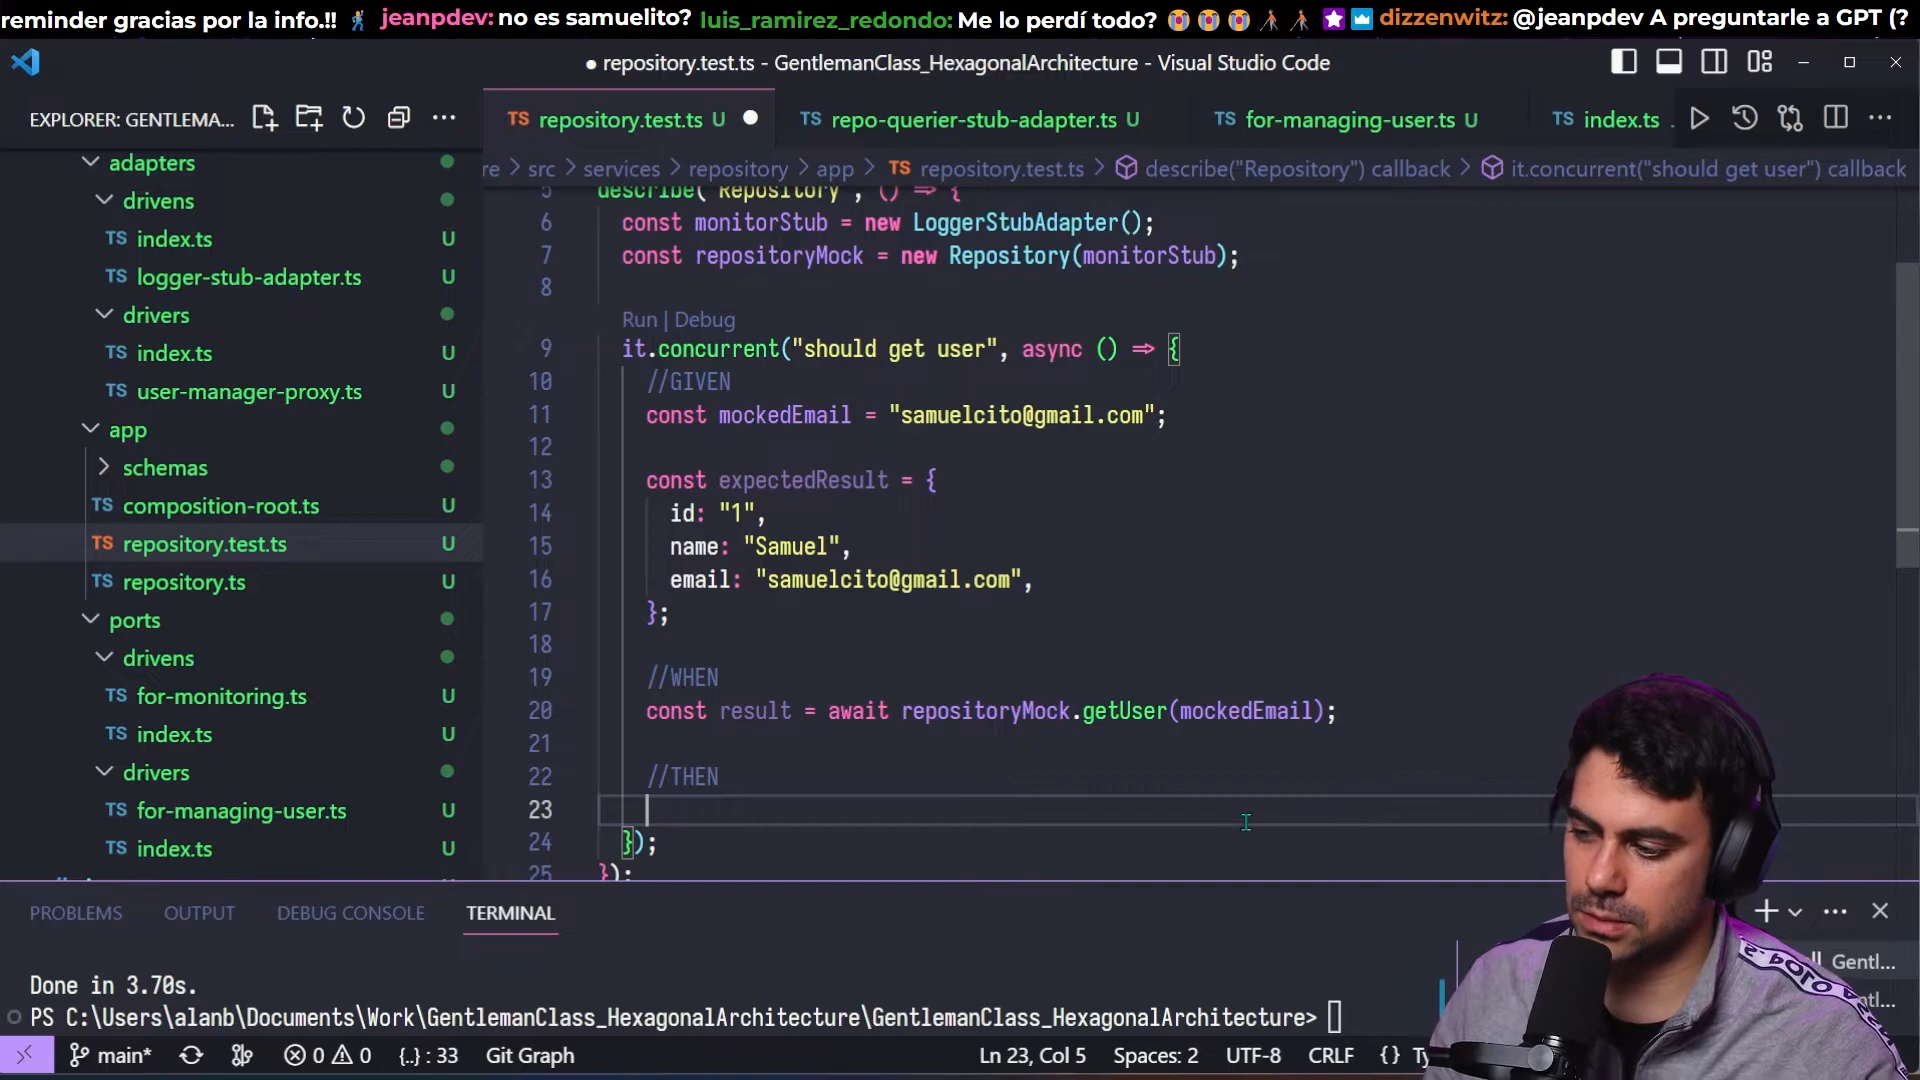 reminder gracias por la info.!! jeanpdev: no es samuelito? luis_ramirez_redondo: Me lo perdí todo? dizzenwitz: @jeanpdev A preguntarle a GPT (?
● repository.test.ts - GentlemanClass_HexagonalArchitecture - Visual Studio Code
EXPLORER: GENTLEMA...
TS repository.test.ts U
TS repo-querier-stub-adapter.ts U
TS for-managing-user.ts U
TS index.ts
re > src > services > repository > app > TS repository.test.ts > describe("Repository") callback > it.concurrent("should get user") callback
adapters
drivens
TS index.ts U
TS logger-stub-adapter.ts U
drivers
TS index.ts U
TS user-manager-proxy.ts U
app
schemas
TS composition-root.ts U
TS repository.test.ts U
TS repository.ts U
ports
drivens
TS for-monitoring.ts U
TS index.ts U
drivers
TS for-managing-user.ts U
TS index.ts U
5 describe("Repository", () => {
6 const monitorStub = new LoggerStubAdapter();
7 const repositoryMock = new Repository(monitorStub);
8
Run | Debug
9 it.concurrent("should get user", async () => {
10 //GIVEN
11 const mockedEmail = "samuelcito@gmail.com";
12
13 const expectedResult = {
14 id: "1",
15 name: "Samuel",
16 email: "samuelcito@gmail.com",
17 };
18
19 //WHEN
20 const result = await repositoryMock.getUser(mockedEmail);
21
22 //THEN
23
24 });
25 });
PROBLEMS OUTPUT DEBUG CONSOLE TERMINAL
Gentl...
Done in 3.70s.
PS C:\Users\alanb\Documents\Work\GentlemanClass_HexagonalArchitecture\GentlemanClass_HexagonalArchitecture>
main* 0 0 {..} : 33 Git Graph Ln 23, Col 5 Spaces: 2 UTF-8 CRLF {}